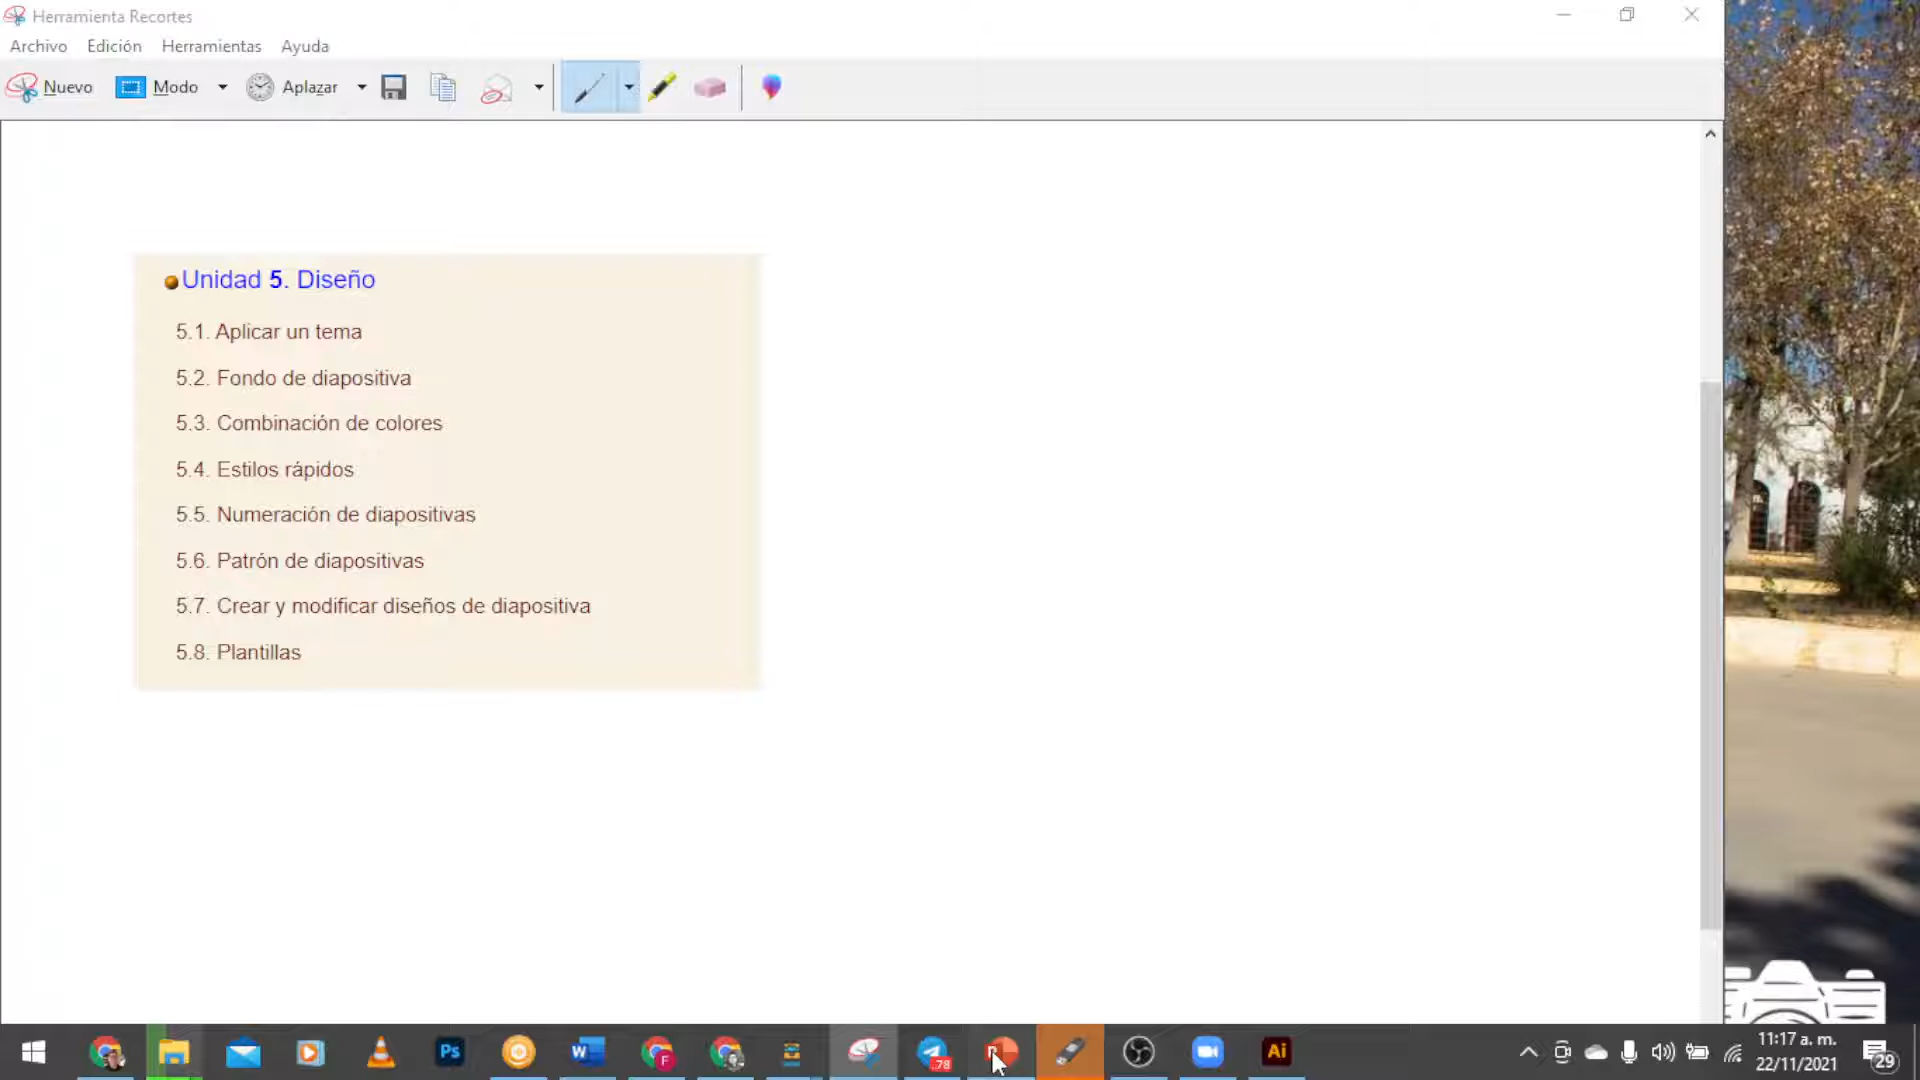 Herramienta Recortes
Archivo Edición Herramientas Ayuda
Nuevo Modo Aplazar
Unidad 5. Diseño
5.1. Aplicar un tema
5.2. Fondo de diapositiva
5.3. Combinación de colores
5.4. Estilos rápidos
5.5. Numeración de diapositivas
5.6. Patrón de diapositivas
5.7. Crear y modificar diseños de diapositiva
5.8. Plantillas
Ps
W
F
78
Ai
11:17 a. m.
22/11/2021
29